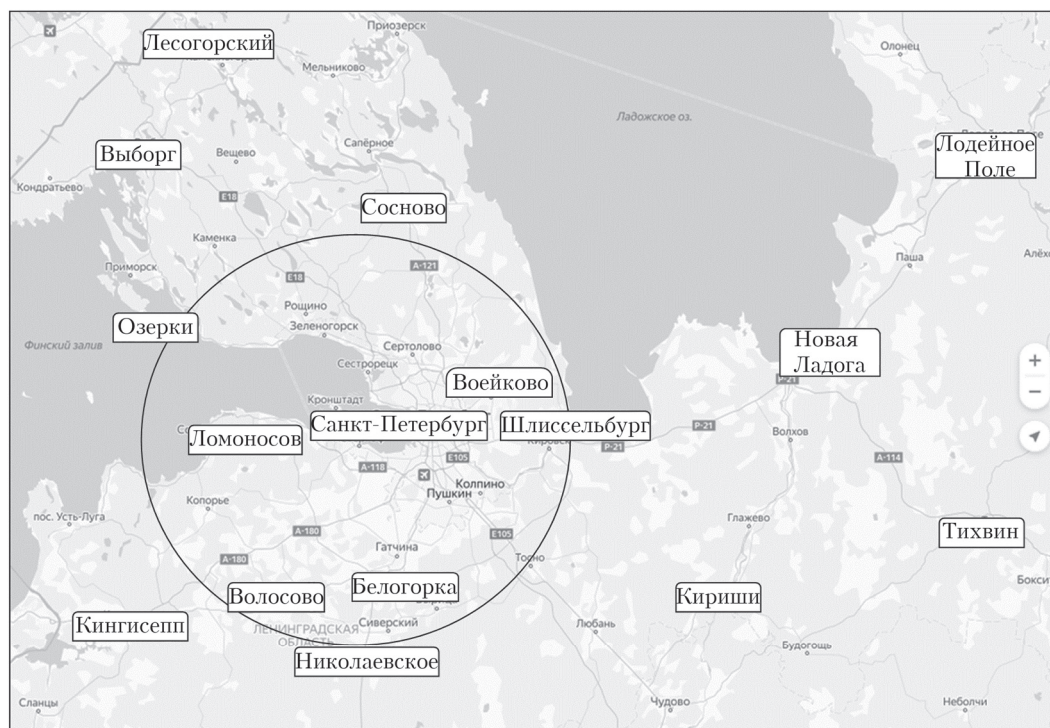 Приозерск
Лесогорский
Мельниково
Олонец
Ладожское оз.
Выборг
Вещево
Сапёрное
Лодейное
Поле
Кондратьево
E18
Сосново
Каменка
Приморск
А-121
E18
Паша
Рощино
Озерки
Зеленогорск
Финский залив
Сертолово
Новая
Ладога
Сестрорецк
Воейково
Р-21
Кронштадт
Санкт-Петербург
Шлиссельбург
Р-21
Ломоносов
Р-21
Волхов
E105
А-118
А-114
Колпино
Пушкин
Копорье
пос. Усть-Луга
Глажево
А-180
E105
Тихвин
Гатчина
А-180
Тосно
Белогорка
Волосово
Кириши
Кингисепп
ЛЕНИНГРАДСКАЯ
ОБЛАСТЬ
Сиверский
Любань
Будогощь
Николаевское
Сланцы
Чудово
Неболчи